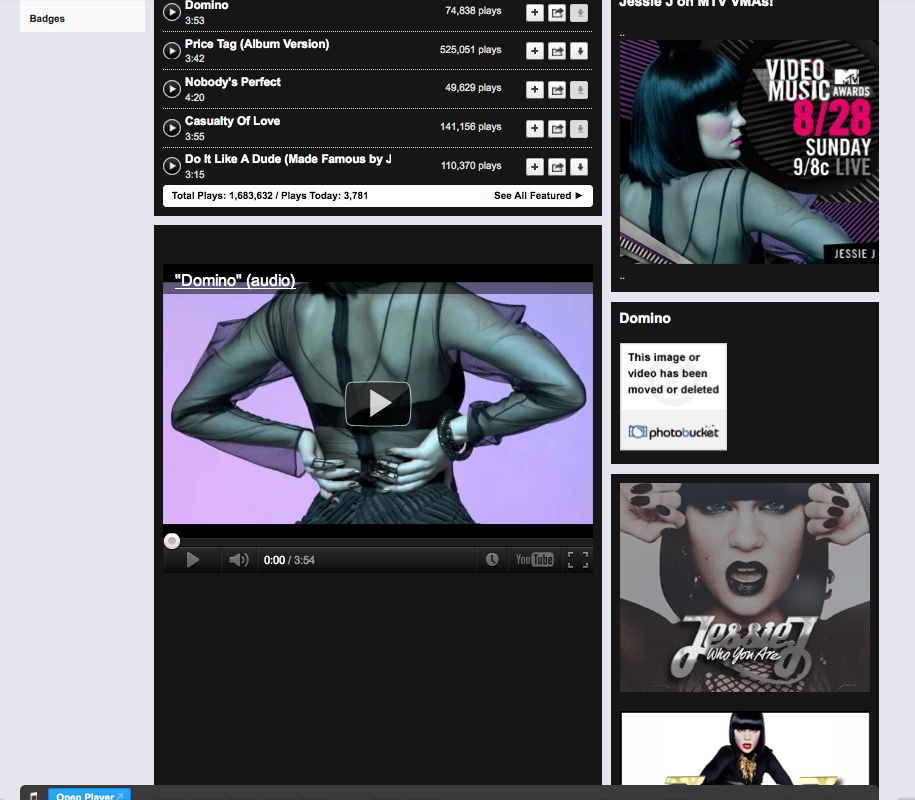 Badges
Domino
3:53
74,838 plays
Price Tag (Album Version)
3:42
525,051 plays
Nobody's Perfect
4:20
49,629 plays
Casualty Of Love
3:55
141,156 plays
Do It Like A Dude (Made Famous by J
3:15
110,370 plays
Total Plays: 1,683,632 / Plays Today: 3,781
See All Featured ►
"Domino" (audio)
0:00 / 3:54
YouTube
Jessie J on MTV VMAs!
..
VIDEO
MUSIC
MTV
AWARDS
8/28
SUNDAY
9/8c LIVE
JESSIE J
..
Domino
This image or
video has been
moved or deleted
photobucket
Jessie J
Who You Are
Open Player